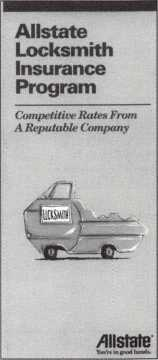 Allstate
Locksmith
Insurance
Program
Competitive Rates From
A Reputable Company
LOCKSMITH
Allstate®
You're in good hands.